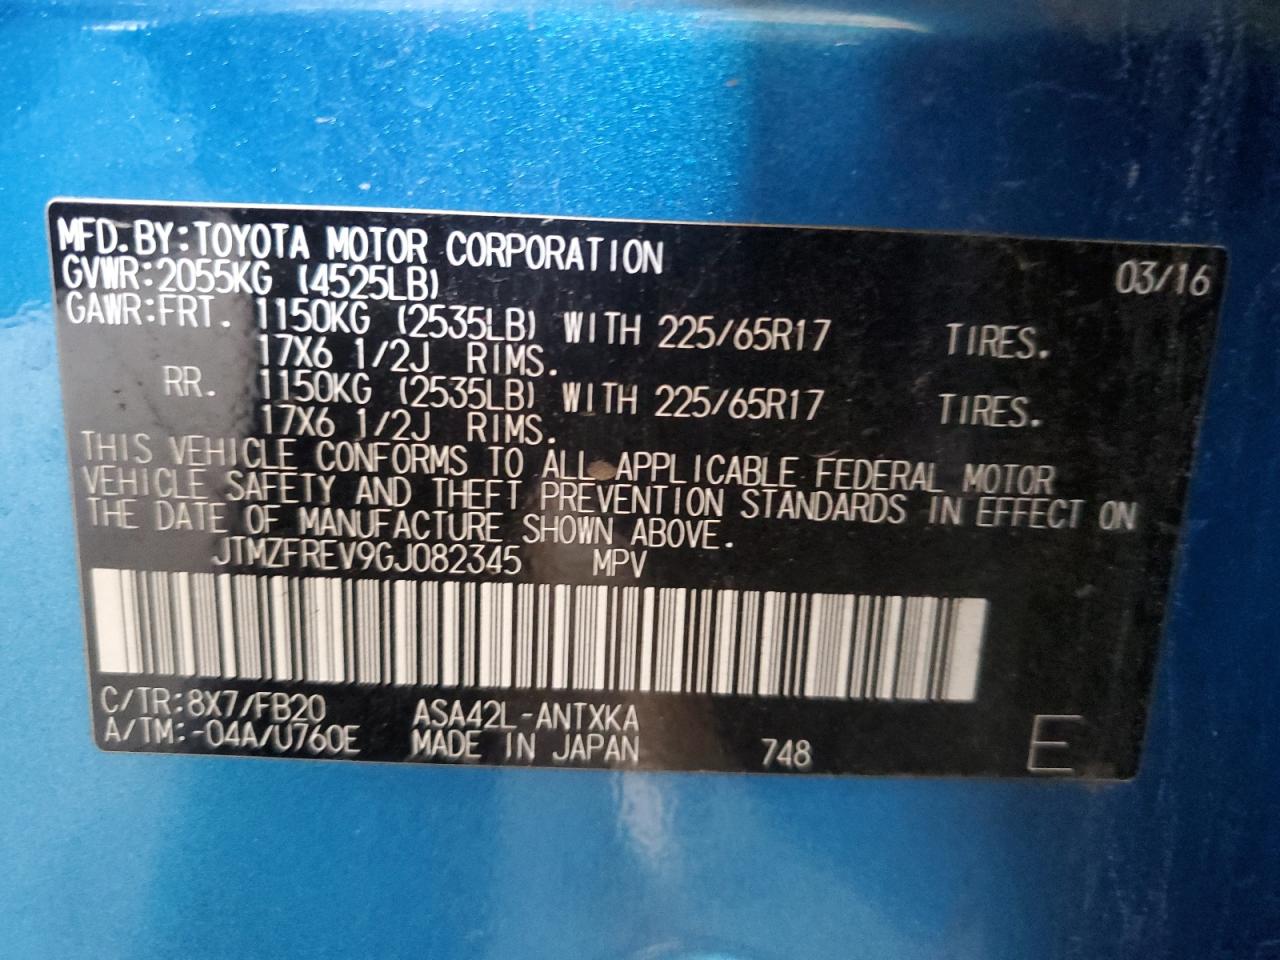 MFD. BY:TOYOTA MOTOR CORPORATION 03/16
GVWR:2055KG (4525LB)
GAWR:FRT. 1150KG (2535LB) WITH 225/65R17 TIRES.
17X6 1/2J RIMS.
RR. 1150KG (2535LB) WITH 225/65R17 TIRES.
17X6 1/2J RIMS.
THIS VEHICLE CONFORMS TO ALL APPLICABLE FEDERAL MOTOR
VEHICLE SAFETY AND THEFT PREVENTION STANDARDS IN EFFECT ON
THE DATE OF MANUFACTURE SHOWN ABOVE.
JTMZFREV9GJ082345 MPV
C/TR:8X7/FB20 ASA42L-ANTXKA
A/TM:-04A/U760E MADE IN JAPAN 748 E